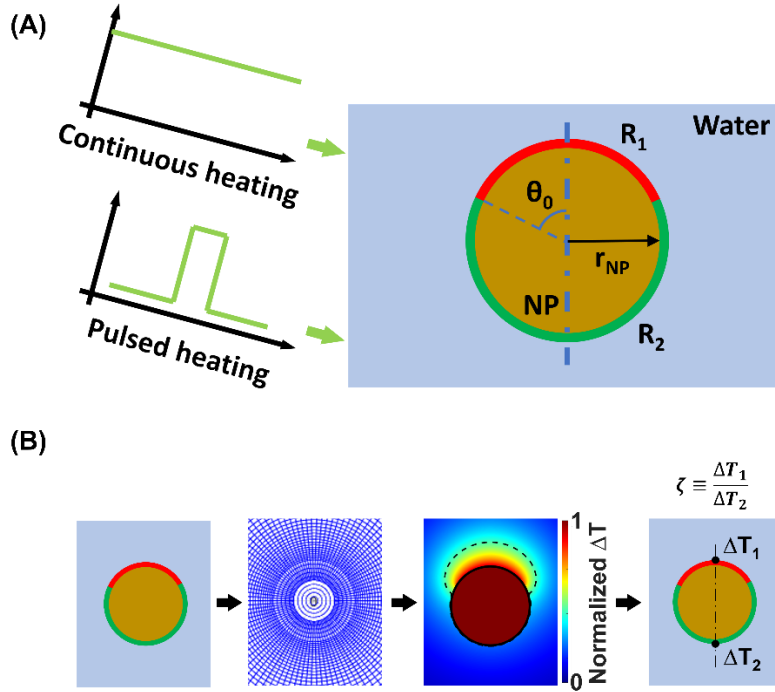 (A)
Continuous heating
Pulsed heating
Water
R1
θ0
rNP
NP
R2
(B)
ζ ≡ ΔT1/ΔT2
1
Normalized ΔT
0
ΔT1
ΔT2